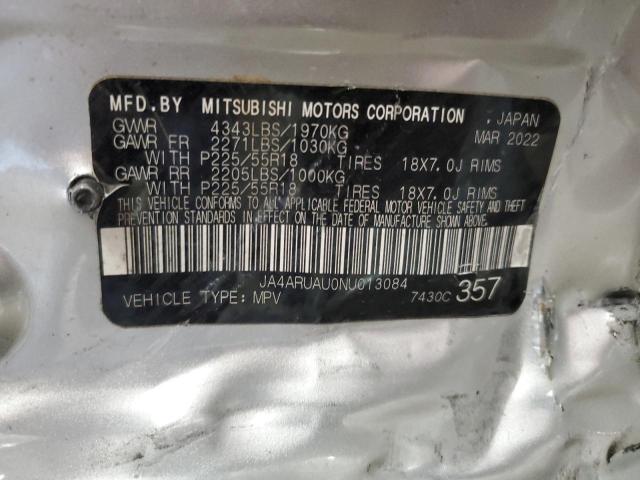 MFD.BY MITSUBISHI MOTORS CORPORATION , JAPAN
GVWR 4343LBS/1970KG MAR 2022
GAWR FR 2271LBS/1030KG
WITH P225/55R18 TIRES 18X7.0J RIMS
GAWR RR 2205LBS/1000KG
WITH P225/55R18 TIRES 18X7.0J RIMS
THIS VEHICLE CONFORMS TO ALL APPLICABLE FEDERAL MOTOR VEHICLE SAFETY AND THEFT
PREVENTION STANDARDS IN EFFECT ON THE DATE OF MANUFACTURE SHOWN ABOVE.
JA4ARUAU0NU013084
VEHICLE TYPE: MPV 7430C 357